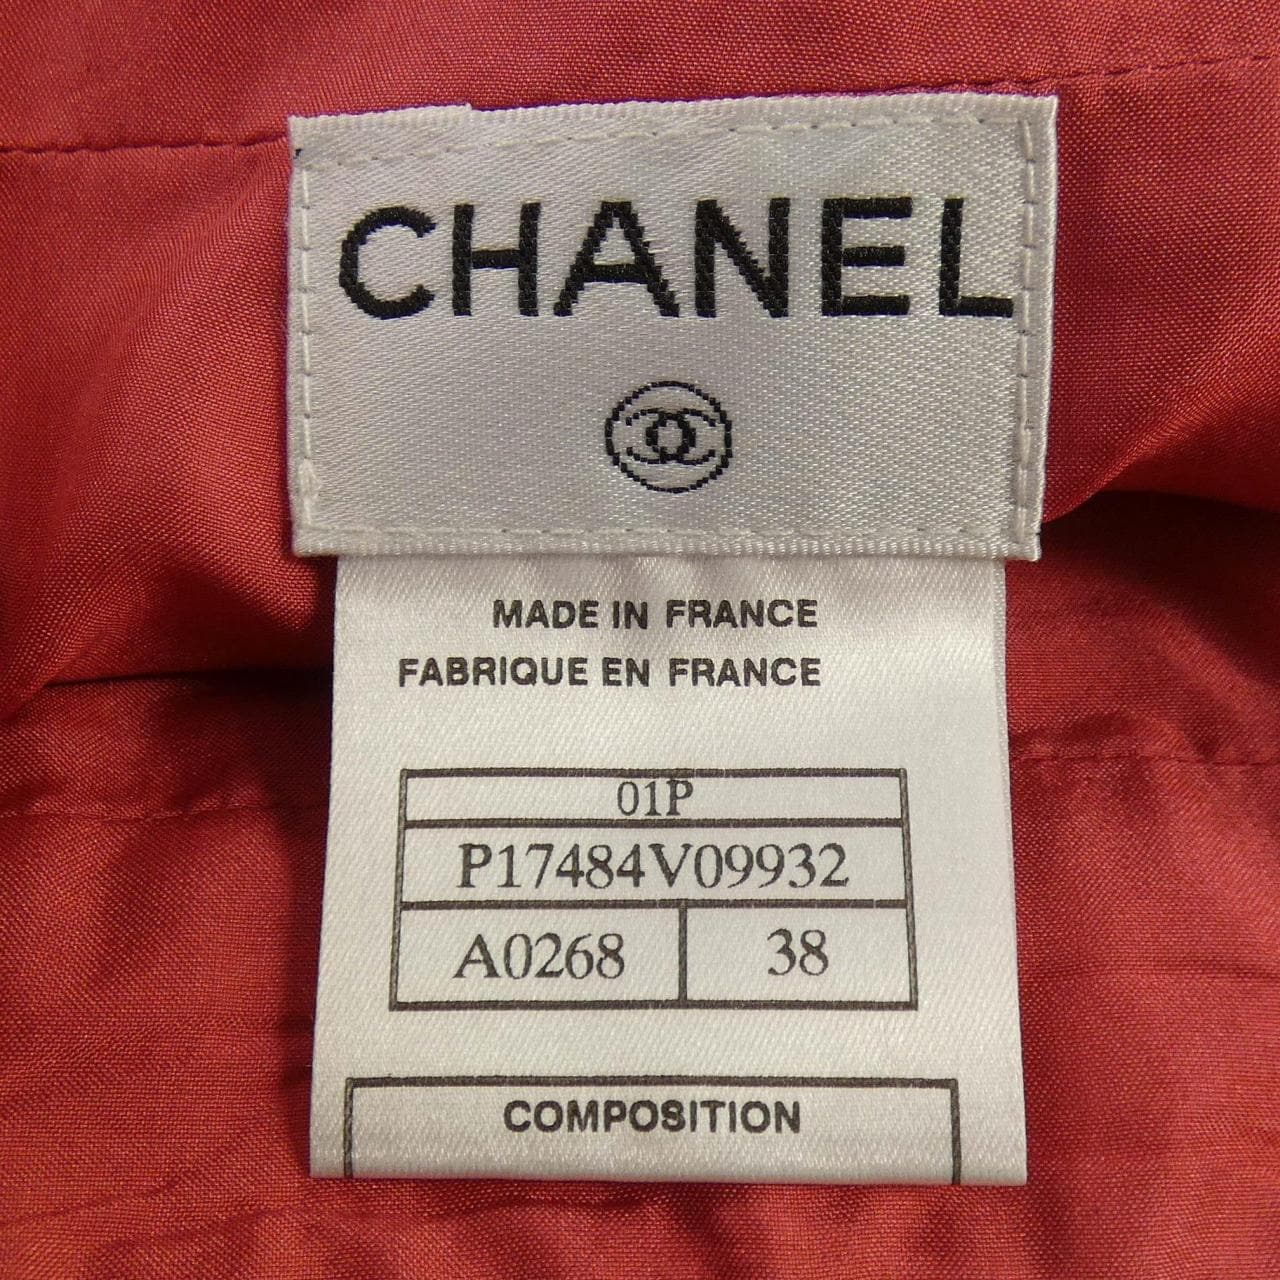 CHANEL
MADE IN FRANCE
FABRIQUE EN FRANCE
01P
P17484V09932
A0268 38
COMPOSITION